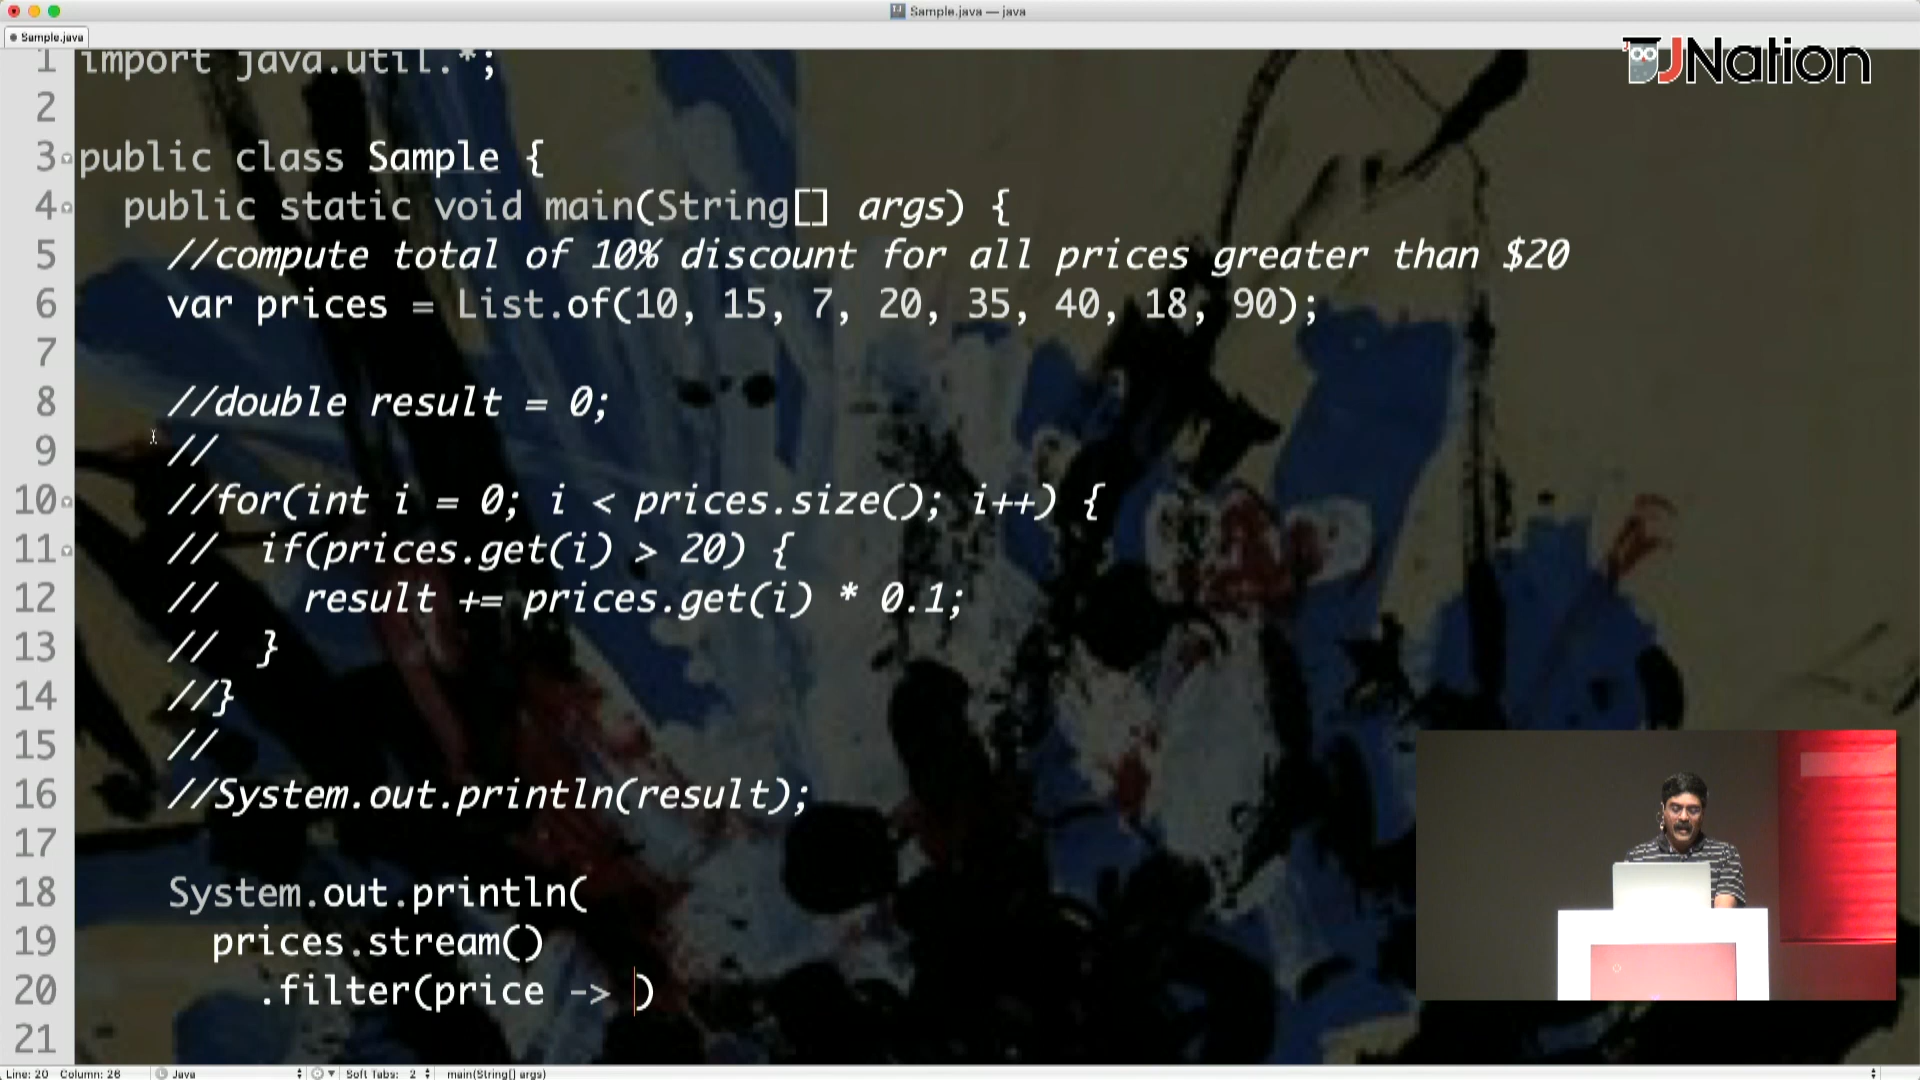 Sample.java — java
Sample.java
JNation
1 import java.util.*;
2
3 public class Sample {
4 public static void main(String[] args) {
5 //compute total of 10% discount for all prices greater than $20
6 var prices = List.of(10, 15, 7, 20, 35, 40, 18, 90);
7
8 //double result = 0;
9 //
10 //for(int i = 0; i < prices.size(); i++) {
11 //  if(prices.get(i) > 20) {
12 //    result += prices.get(i) * 0.1;
13 //  }
14 //}
15 //
16 //System.out.println(result);
17
18 System.out.println(
19 prices.stream()
20 .filter(price -> )
21
Line: 20 Column: 26 Java Soft Tabs: 2 main(String[] args)